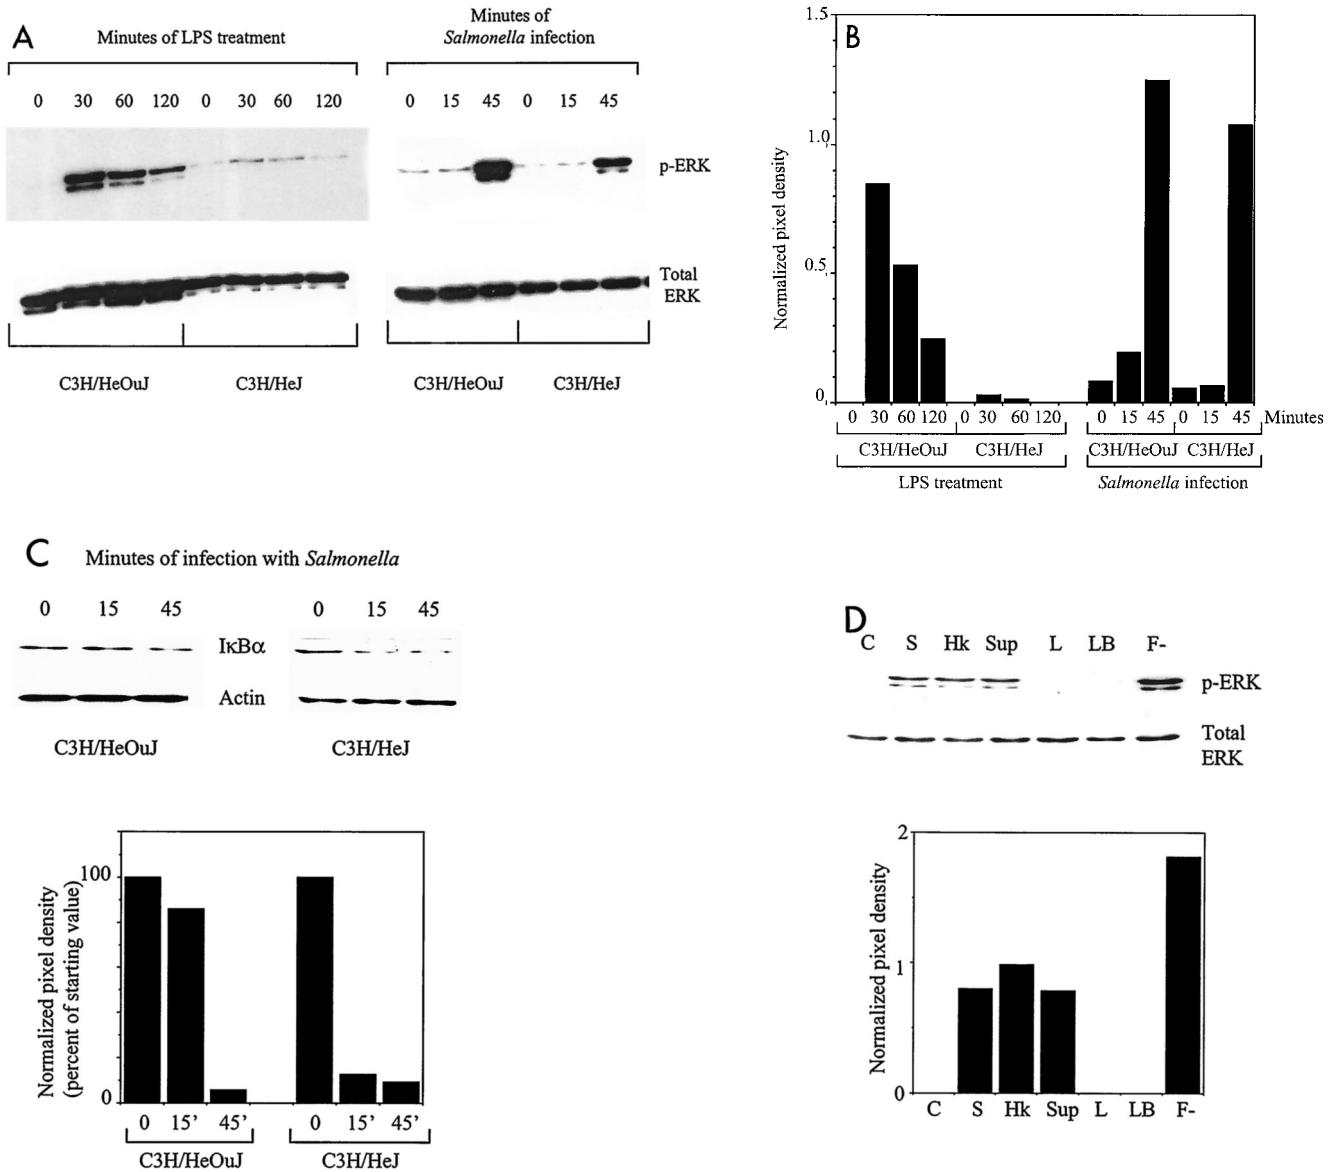 A
Minutes of LPS treatment
Minutes of
Salmonella infection
0 30 60 120 0 30 60 120
0 15 45 0 15 45
p-ERK
Total
ERK
C3H/HeOuJ C3H/HeJ
C3H/HeOuJ C3H/HeJ
B
Normalized pixel density
1.5
1.0
0.5
0
0 30 60 120 0 30 60 120 0 15 45 0 15 45 Minutes
C3H/HeOuJ C3H/HeJ C3H/HeOuJ C3H/HeJ
LPS treatment Salmonella infection
C
Minutes of infection with Salmonella
0 15 45 0 15 45
IκBα
Actin
C3H/HeOuJ C3H/HeJ
Normalized pixel density
(percent of starting value)
100
0
0 15’ 45’ 0 15’ 45’
C3H/HeOuJ C3H/HeJ
D
C S Hk Sup L LB F-
p-ERK
Total
ERK
Normalized pixel density
2
1
0
C S Hk Sup L LB F-